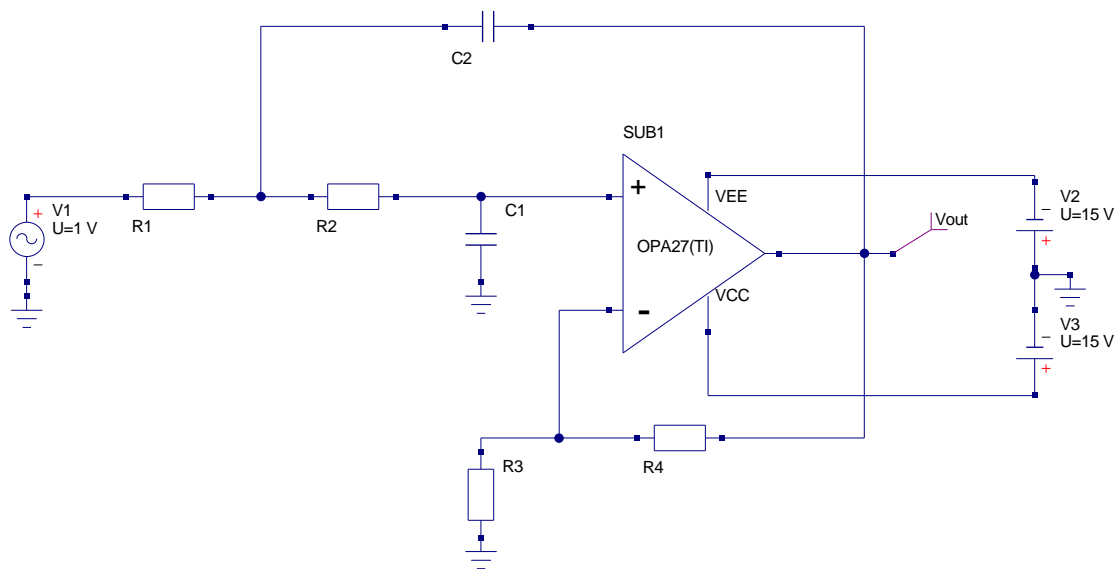 C2
SUB1
+
VEE
V2
U=15 V
−
+
V1
U=1 V
+
−
R1
R2
C1
OPA27(TI)
Vout
VCC
-
V3
U=15 V
−
+
R3
R4